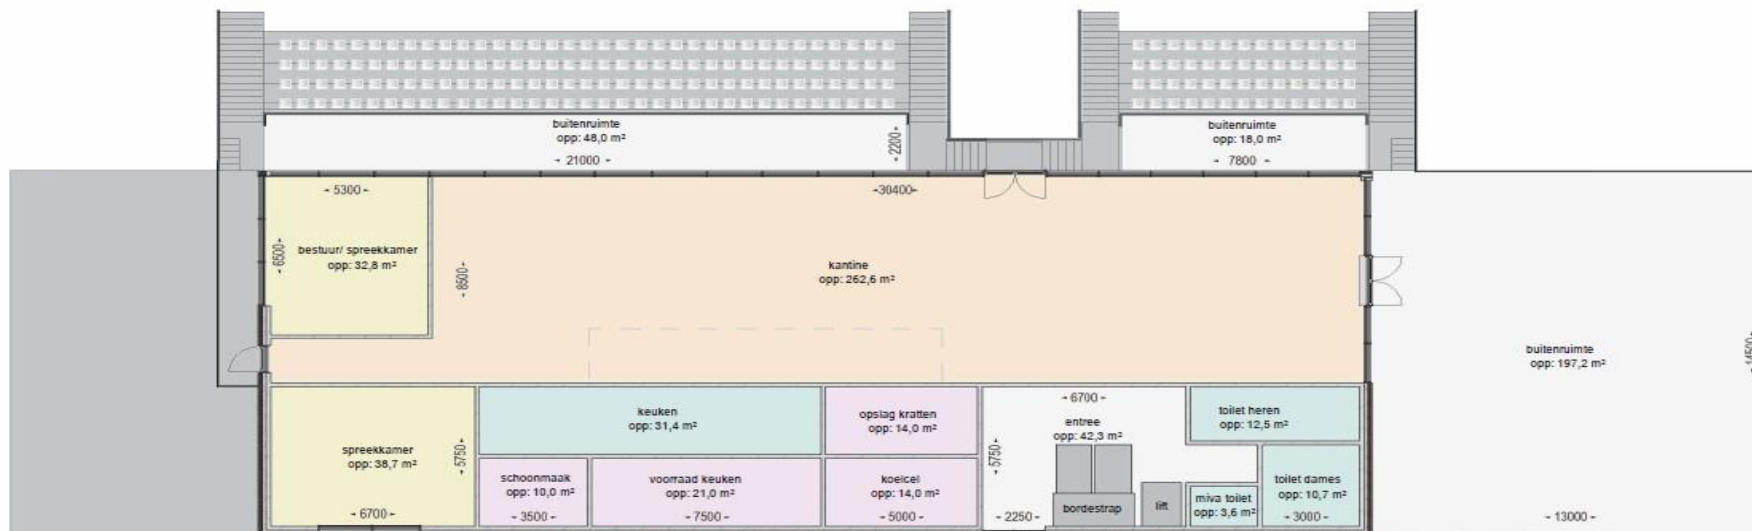 buitenruimte
opp: 48,0 m²
- 21000 -
- 2200-
buitenruimte
opp: 18,0 m²
- 7800 -
- 5300 -
-30400-
- 6500 -
bestuur/ spreekkamer
opp: 32,8 m²
- 8500 -
kantine
opp: 262,6 m²
buitenruimte
opp: 197,2 m²
- 14500 -
- 13000 -
spreekkamer
opp: 38,7 m²
- 5750 -
- 6700 -
keuken
opp: 31,4 m²
opslag kratten
opp: 14,0 m²
schoonmaak
opp: 10,0 m²
- 3500 -
voorraad keuken
opp: 21,0 m²
- 7500 -
koelcel
opp: 14,0 m²
- 5000 -
- 6700 -
entree
opp: 42,3 m²
- 5750 -
- 2250 -
bordestrap
lift
toilet heren
opp: 12,5 m²
miva toilet
opp: 3,6 m²
toilet dames
opp: 10,7 m²
- 3000 -